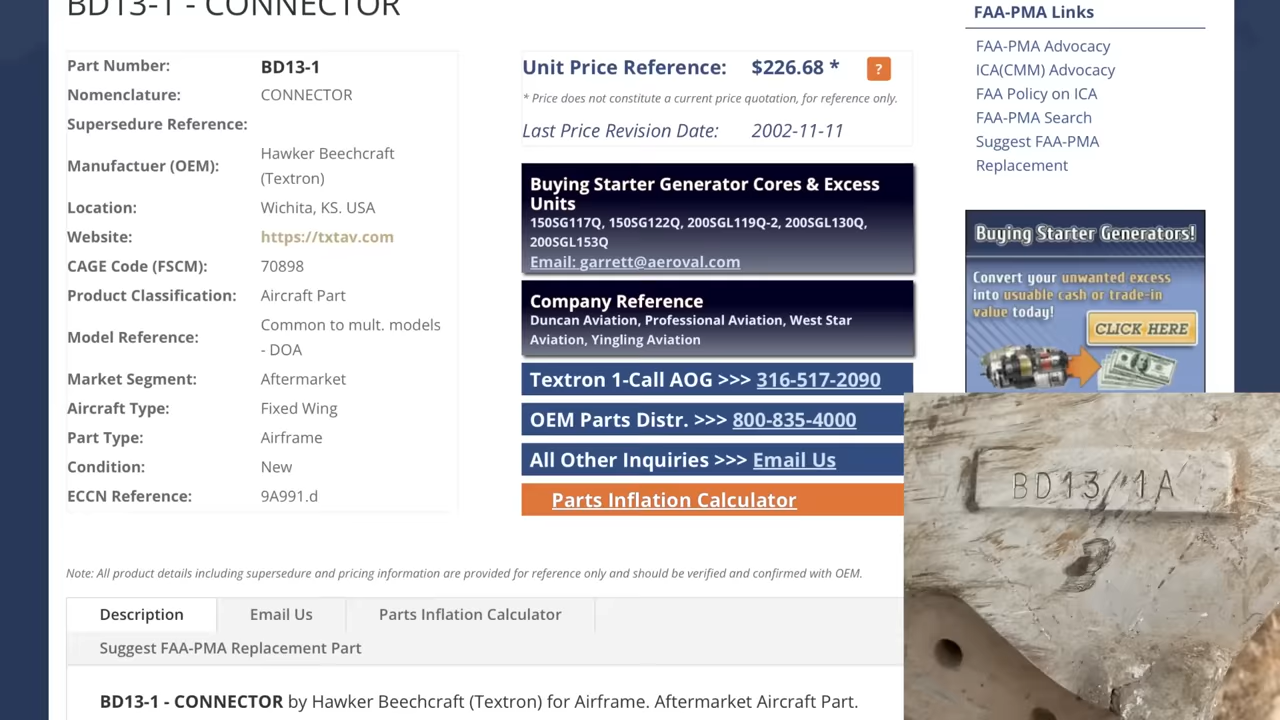 BD13-1 - CONNECTOR
Part Number: BD13-1
Nomenclature: CONNECTOR
Supersedure Reference:
Manufactuer (OEM): Hawker Beechcraft
(Textron)
Location: Wichita, KS. USA
Website: https://txtav.com
CAGE Code (FSCM): 70898
Product Classification: Aircraft Part
Model Reference: Common to mult. models
- DOA
Market Segment: Aftermarket
Aircraft Type: Fixed Wing
Part Type: Airframe
Condition: New
ECCN Reference: 9A991.d
Unit Price Reference: $226.68 * ?
* Price does not constitute a current price quotation, for reference only.
Last Price Revision Date: 2002-11-11
Buying Starter Generator Cores & Excess
Units
150SG117Q, 150SG122Q, 200SGL119Q-2, 200SGL130Q,
200SGL153Q
Email: garrett@aeroval.com
Company Reference
Duncan Aviation, Professional Aviation, West Star
Aviation, Yingling Aviation
Textron 1-Call AOG >>> 316-517-2090
OEM Parts Distr. >>> 800-835-4000
All Other Inquiries >>> Email Us
Parts Inflation Calculator
FAA-PMA Links
FAA-PMA Advocacy
ICA(CMM) Advocacy
FAA Policy on ICA
FAA-PMA Search
Suggest FAA-PMA
Replacement
Buying Starter Generators!
Convert your unwanted excess
into usuable cash or trade-in
value today!
CLICK HERE
BD13/1A
Note: All product details including supersedure and pricing information are provided for reference only and should be verified and confirmed with OEM.
Description Email Us Parts Inflation Calculator
Suggest FAA-PMA Replacement Part
BD13-1 - CONNECTOR by Hawker Beechcraft (Textron) for Airframe. Aftermarket Aircraft Part.